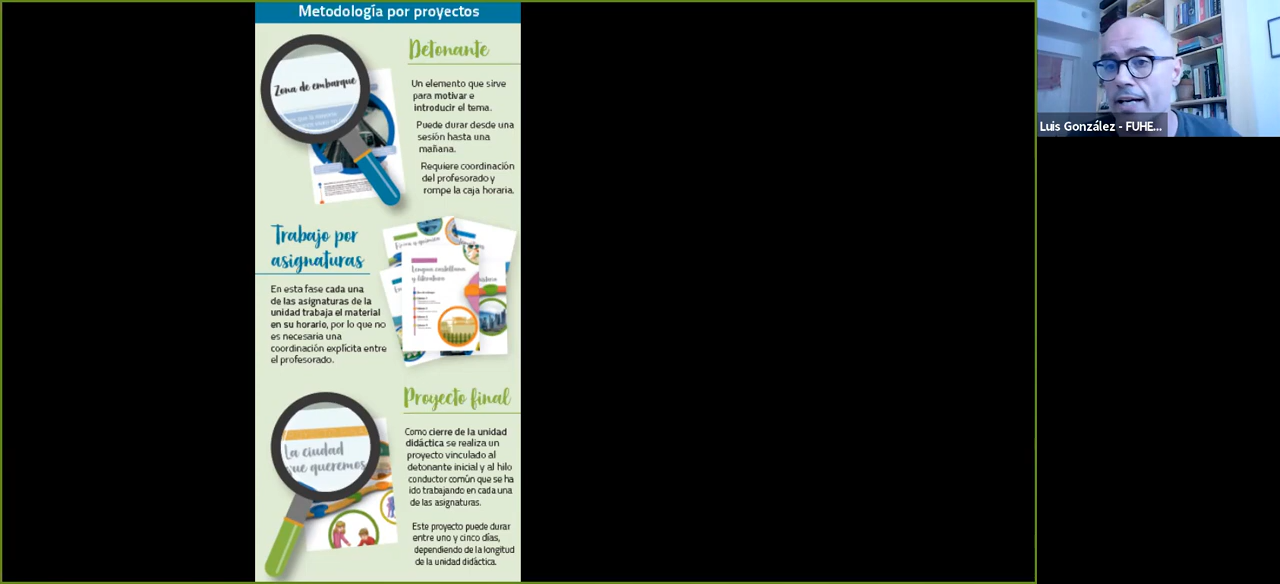 Metodología por proyectos
Detonante
Zona de embarque
Un elemento que sirve
para motivar e
introducir el tema.
Puede durar desde una
sesión hasta una
mañana.
Requiere coordinación
del profesorado y
rompe la caja horaria.
Trabajo por
asignaturas
Lengua castellana
y literatura
En esta fase cada una
de las asignaturas de la
unidad trabaja el material
en su horario, por lo que no
es necesaria una
coordinación explícita entre
el profesorado.
Proyecto final
La ciudad
que queremos
Como cierre de la unidad
didáctica se realiza un
proyecto vinculado al
detonante inicial y al hilo
conductor común que se ha
ido trabajando en cada una
de las asignaturas.
Este proyecto puede durar
entre uno y cinco días,
dependiendo de la longitud
de la unidad didáctica.
Luis González - FUHE...